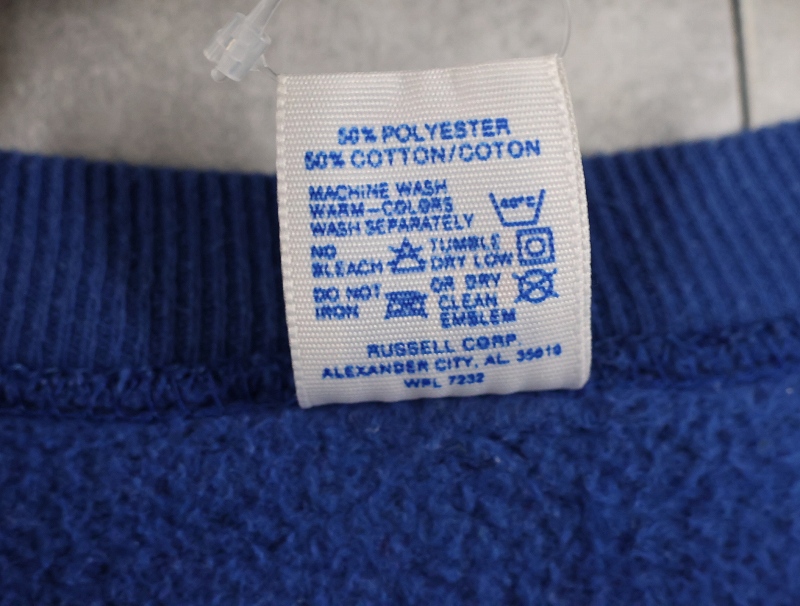 50% POLYESTER
50% COTTON/COTON
MACHINE WASH
WARM-COLORS
WASH SEPARATELY
40°C
NO
BLEACH
TUMBLE
DRY LOW
DO NOT
IRON
OR DRY
CLEAN
EMBLEM
RUSSELL CORP.
ALEXANDER CITY, AL. 35010
WPL 7232